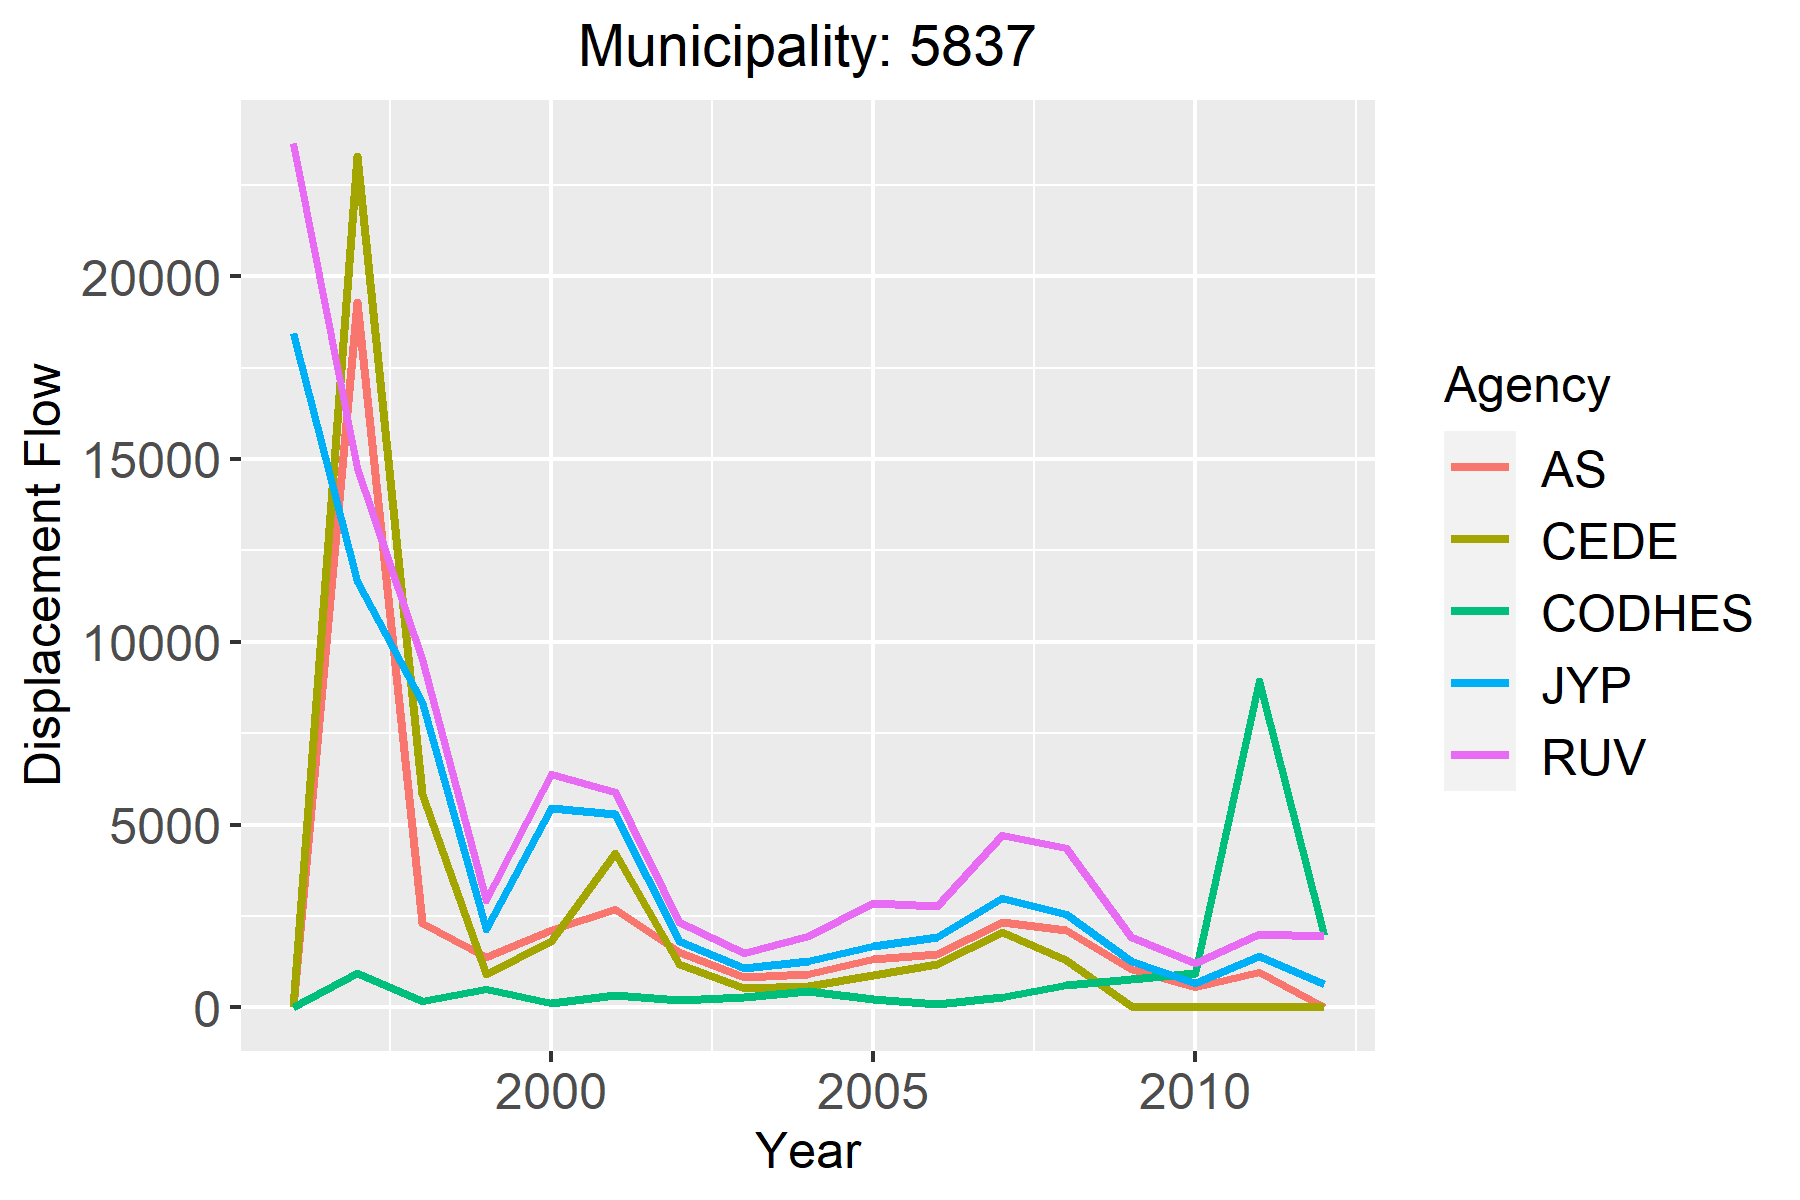 Municipality: 5837
Displacement Flow
20000
15000
10000
5000
0
2000
2005
2010
Year
Agency
AS
CEDE
CODHES
JYP
RUV